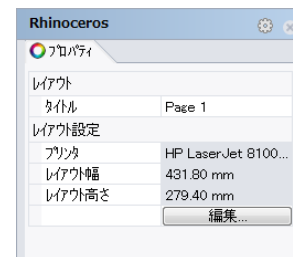 Rhinoceros
プロパティ
レイアウト
タイトル Page 1
レイアウト設定
プリンタ HP LaserJet 8100...
レイアウト幅 431.80 mm
レイアウト高さ 279.40 mm
編集...